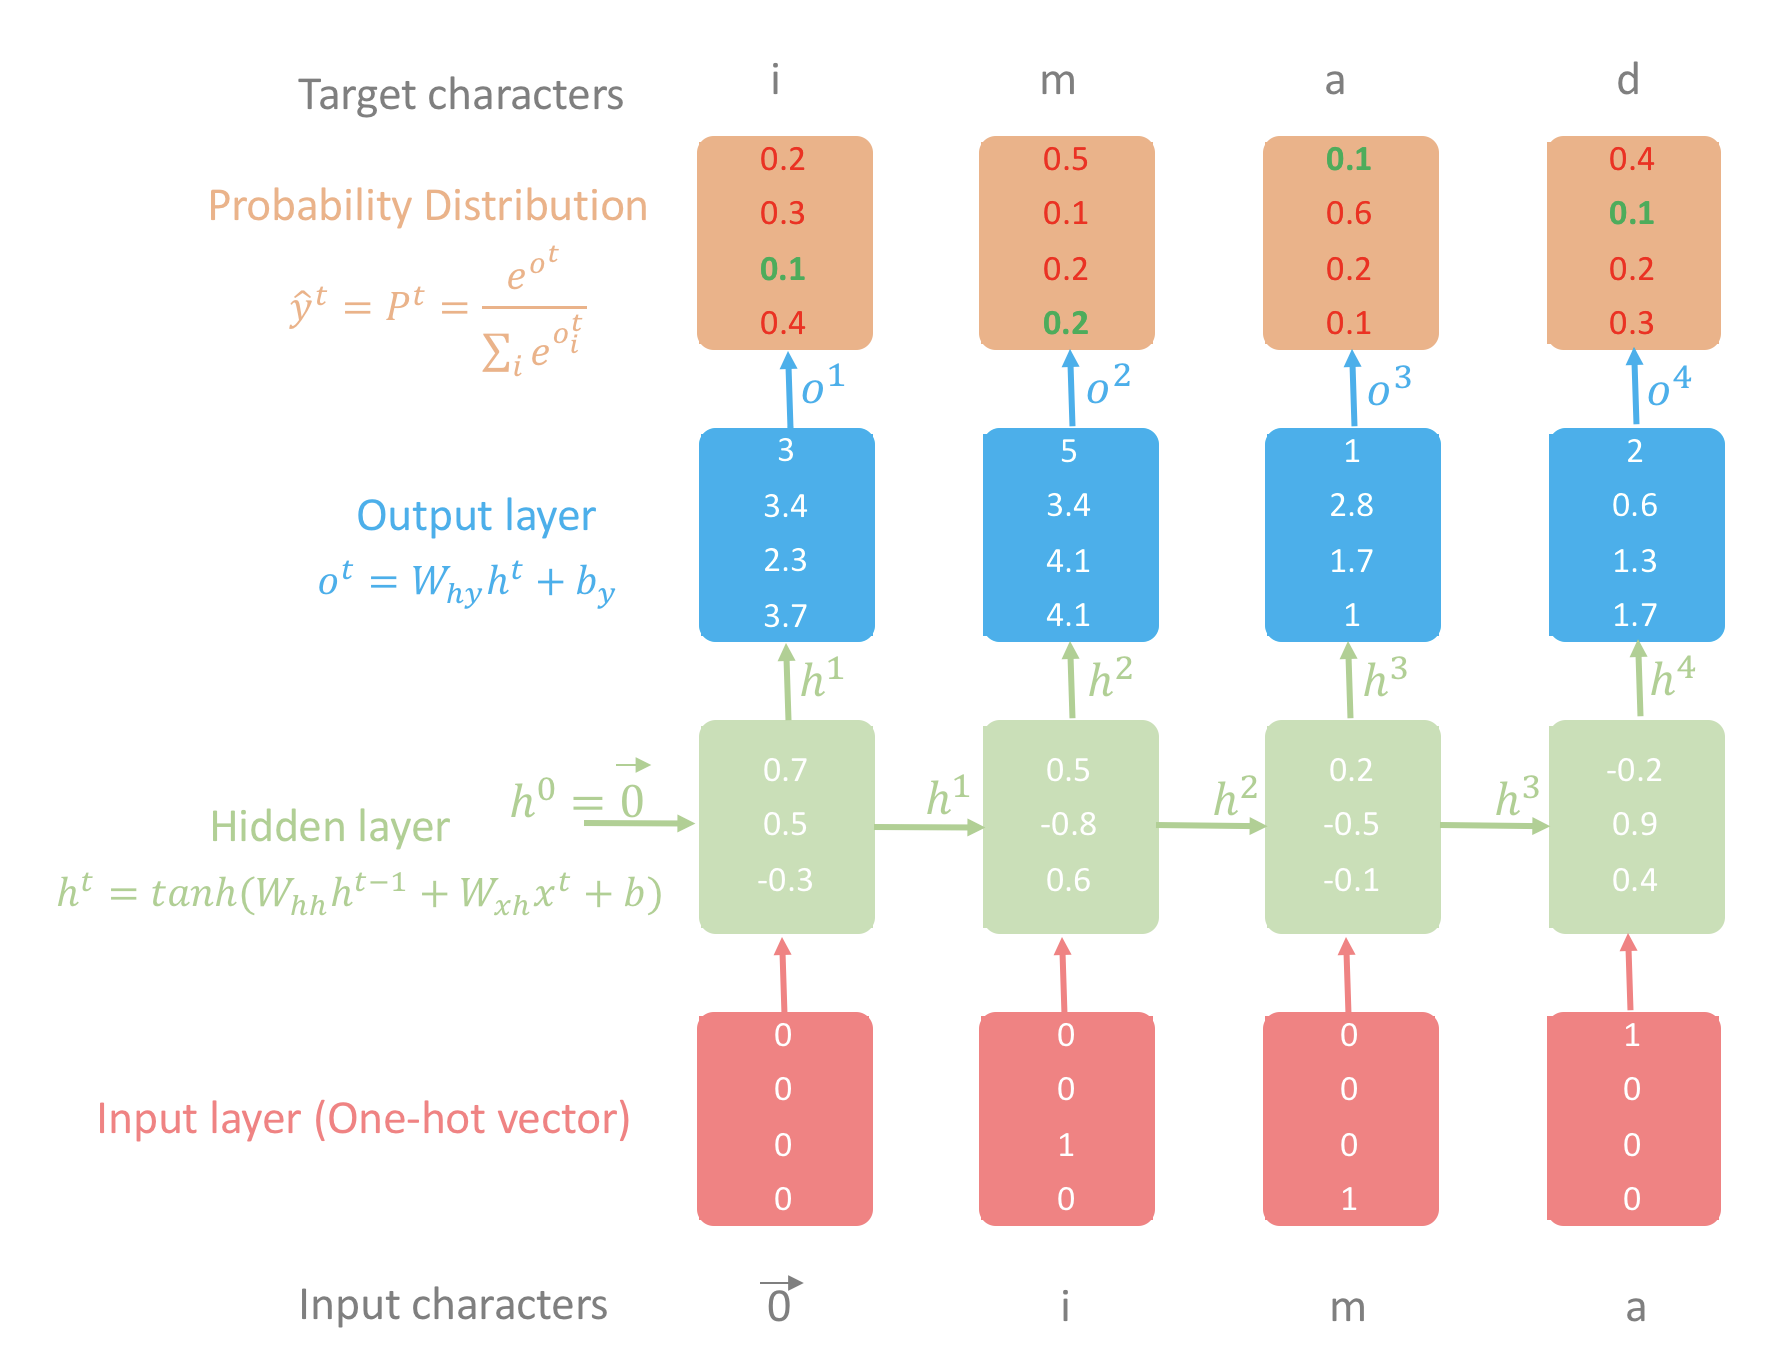 Target characters i m a d
0.2 0.5 0.1 0.4
Probability Distribution 0.3 0.1 0.6 0.1
0.1 0.2 0.2 0.2
ŷ^t = P^t = e^{o^t} / ∑_i e^{o_i^t}
0.4 0.2 0.1 0.3
o^1 o^2 o^3 o^4
3 5 1 2
Output layer 3.4 3.4 2.8 0.6
o^t = W_{hy}h^t + b_y 2.3 4.1 1.7 1.3
3.7 4.1 1 1.7
h^1 h^2 h^3 h^4
0.7 0.5 0.2 -0.2
h^0 = \vec{0} h^1 h^2 h^3
Hidden layer 0.5 -0.8 -0.5 0.9
h^t = tanh(W_{hh}h^{t−1} + W_{xh}x^t + b) -0.3 0.6 -0.1 0.4
0 0 0 1
0 0 0 0
Input layer (One-hot vector) 0 1 0 0
0 0 1 0
Input characters \vec{0} i m a